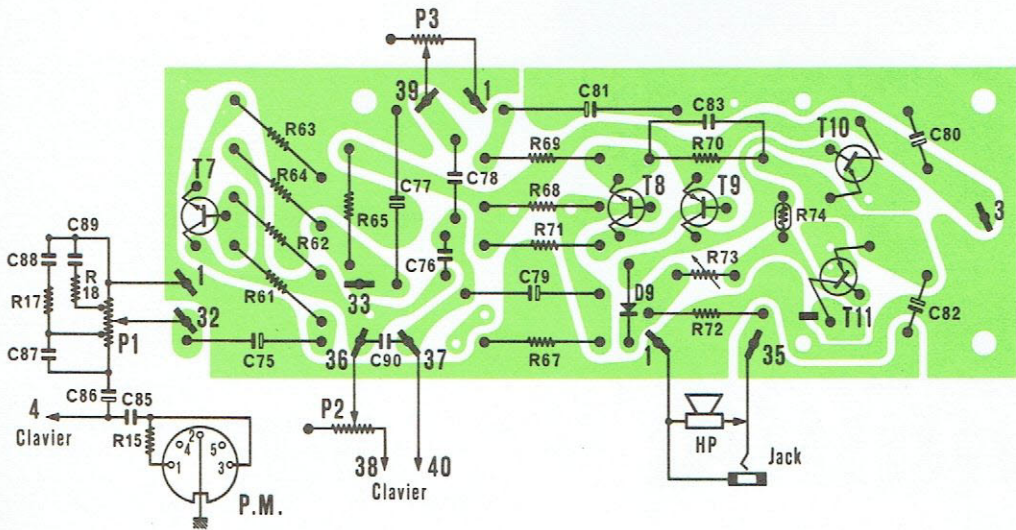 P3
39
1
C81
C83
R63
R69
R70
T10
C80
T7
R64
R65
C77
C78
R68
T8
T9
R74
3
C89
C88
R62
C76
R71
R18
R17
1
R61
33
C79
D9
R73
T11
C82
32
P1
R72
C87
C75
36
C90
37
R67
1
35
C86
C85
P2
4
Clavier
R15
2
4
5
1
3
38
40
Clavier
HP
Jack
P.M.